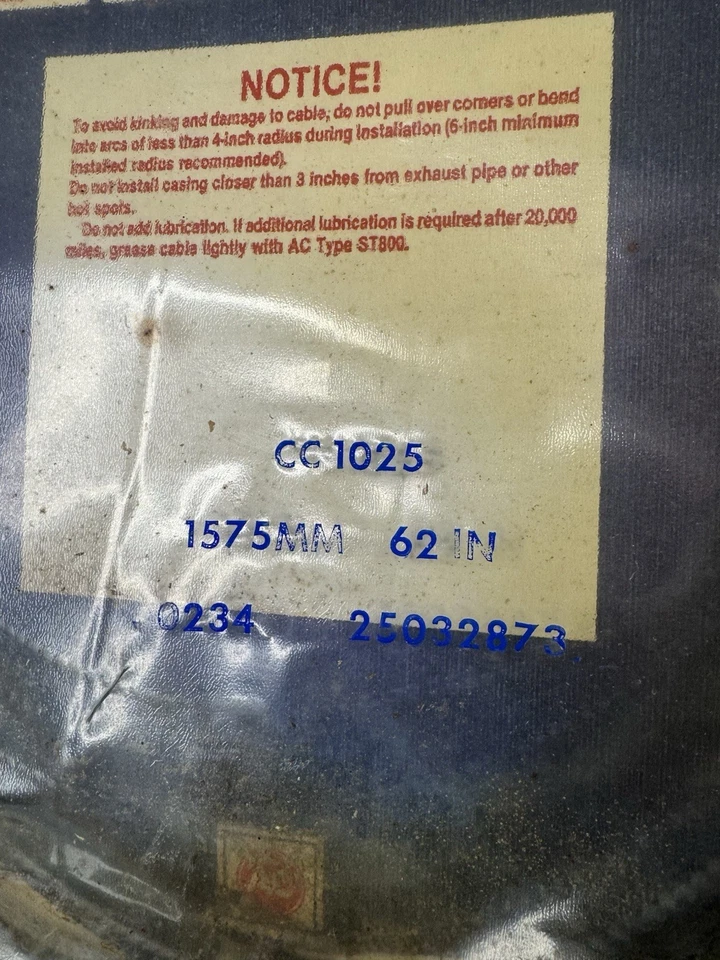 NOTICE!
To avoid kinking and damage to cable, do not pull over corners or bend
into arcs of less than 4-inch radius during installation (6-inch minimum
installed radius recommended).
Do not install casing closer than 3 inches from exhaust pipe or other
hot spots.
Do not add lubrication. If additional lubrication is required after 20,000
miles, grease cable lightly with AC Type ST800.
CC 1025
1575MM 62 IN
0234 25032873